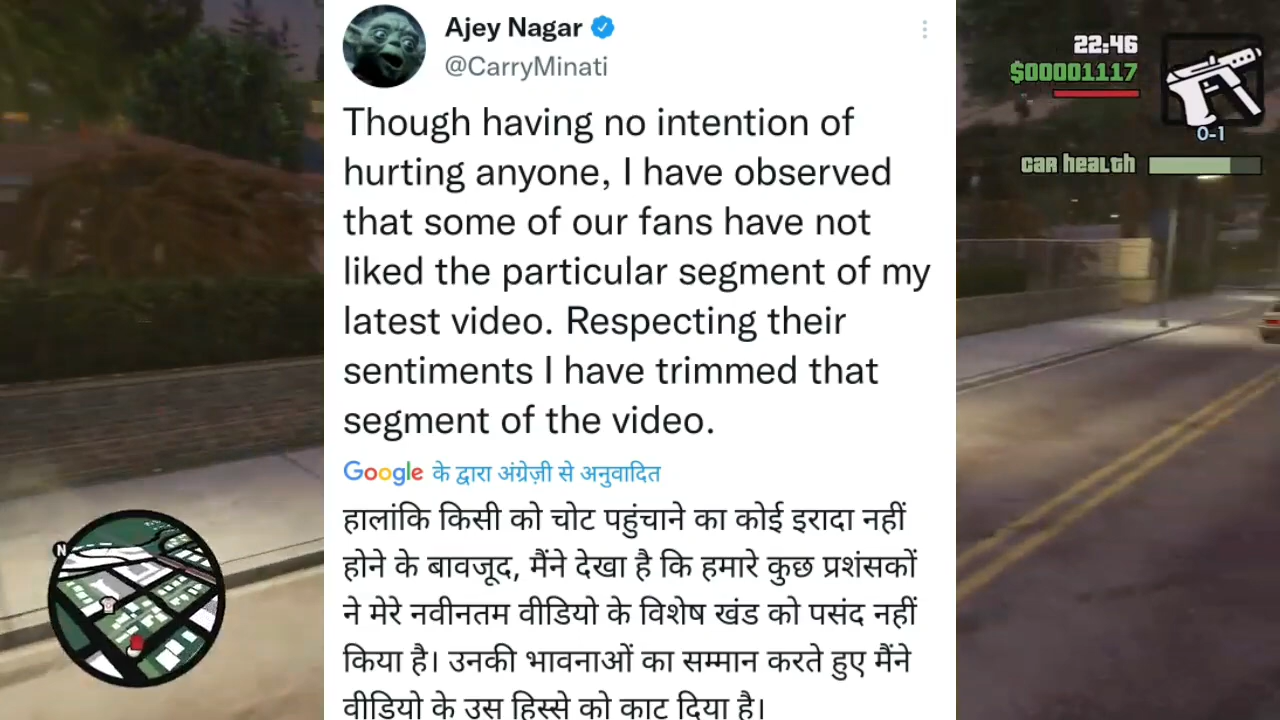 Ajey Nagar
@CarryMinati
Though having no intention of
hurting anyone, I have observed
that some of our fans have not
liked the particular segment of my
latest video. Respecting their
sentiments I have trimmed that
segment of the video.
Google के द्वारा अंग्रेज़ी से अनुवादित
हालांकि किसी को चोट पहुंचाने का कोई इरादा नहीं
होने के बावजूद, मैंने देखा है कि हमारे कुछ प्रशंसकों
ने मेरे नवीनतम वीडियो के विशेष खंड को पसंद नहीं
किया है। उनकी भावनाओं का सम्मान करते हुए मैंने
वीडियो के उस हिस्से को काट दिया है।
22:46
$00001117
0-1
CAR HEALTH
N